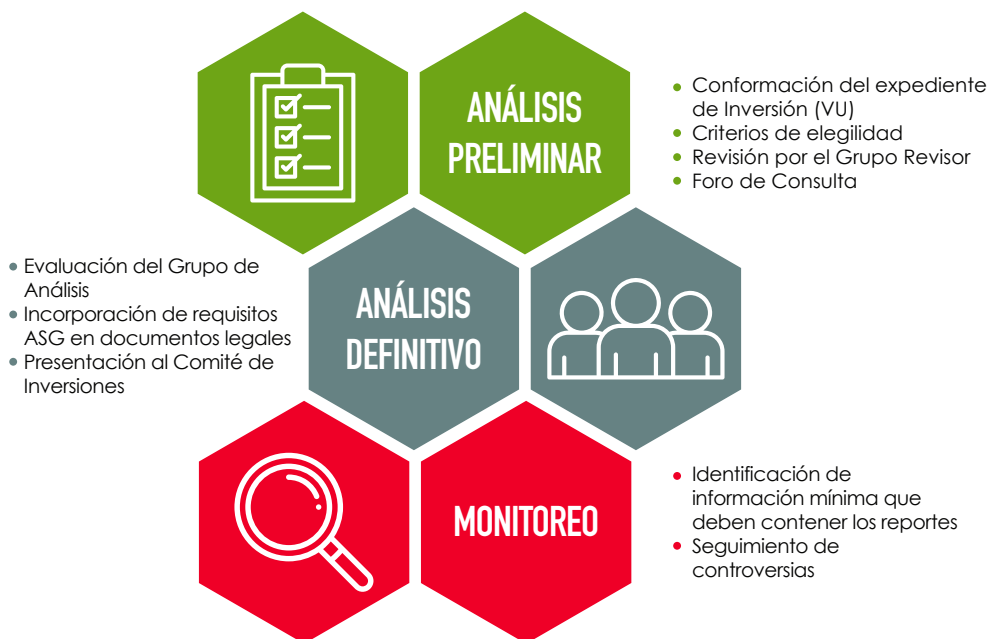 ANÁLISIS
PRELIMINAR
• Conformación del expediente
de Inversión (VU)
• Criterios de elegilidad
• Revisión por el Grupo Revisor
• Foro de Consulta
• Evaluación del Grupo de
Análisis
• Incorporación de requisitos
ASG en documentos legales
• Presentación al Comité de
Inversiones
ANÁLISIS
DEFINITIVO
MONITOREO
• Identificación de
información mínima que
deben contener los reportes
• Seguimiento de
controversias